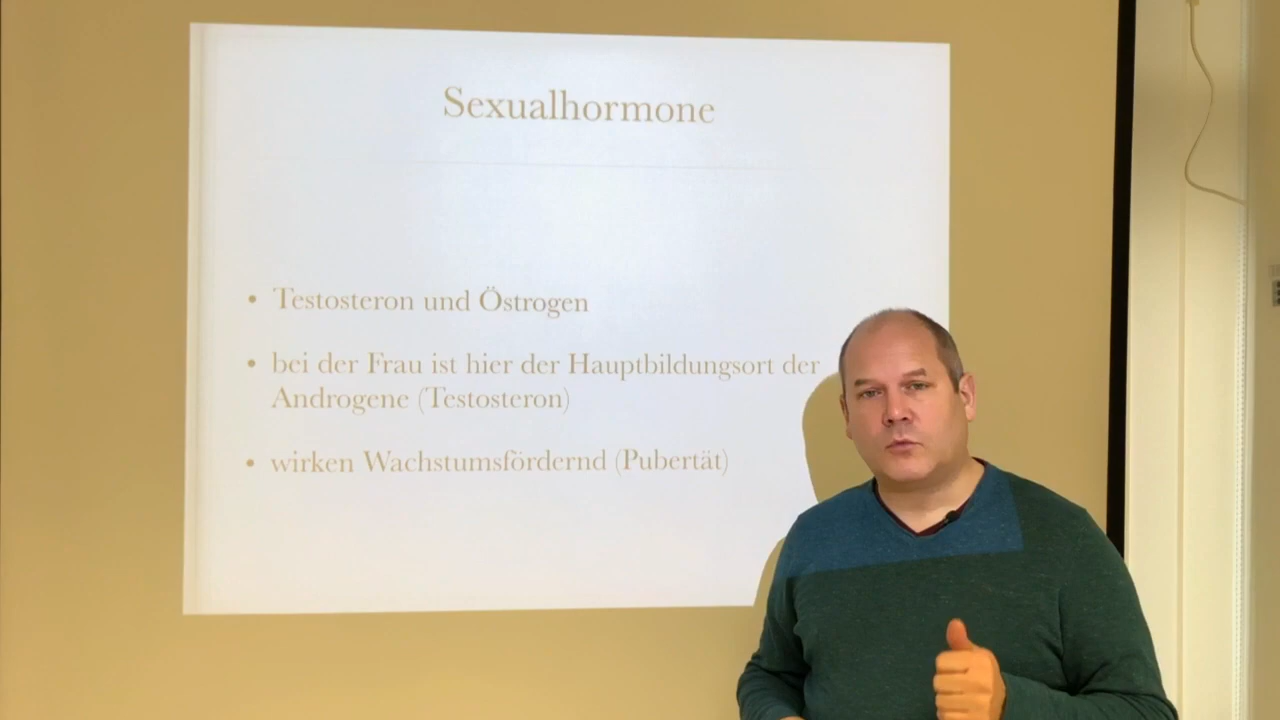 Sexualhormone
• Testosteron und Östrogen
• bei der Frau ist hier der Hauptbildungsort der
Androgene (Testosteron)
• wirken Wachstumsfördernd (Pubertät)